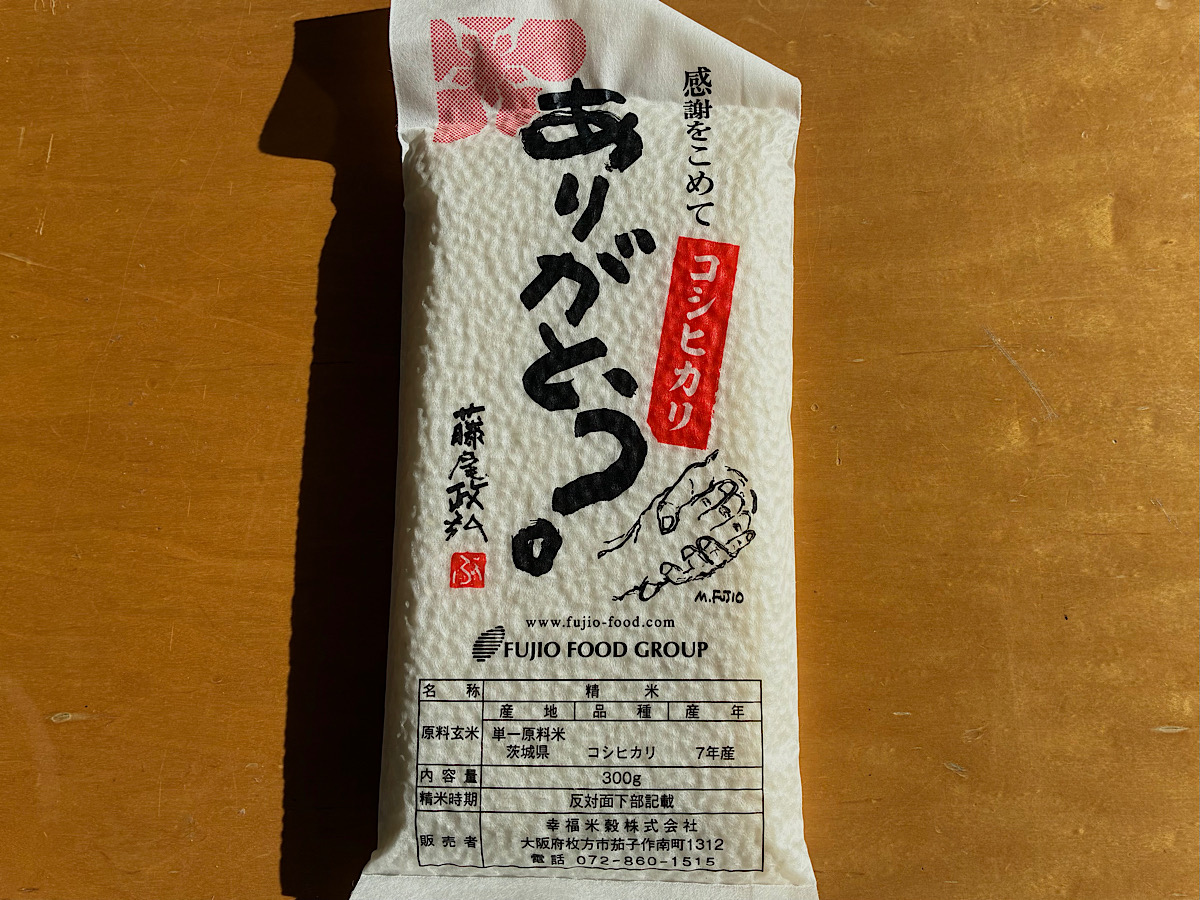 感謝をこめて
ありがとう。
コシヒカリ
藤尾政弘
ふ
M.FUJIO
www.fujio-food.com
FUJIO FOOD GROUP
名 称 精 米
原料玄米 産 地 品 種 産 年
単一原料米
茨城県 コシヒカリ 7年産
内容量 300g
精米時期 反対面下部記載
販売者 幸福米穀株式会社
大阪府枚方市茄子作南町1312
電話 072-860-1515